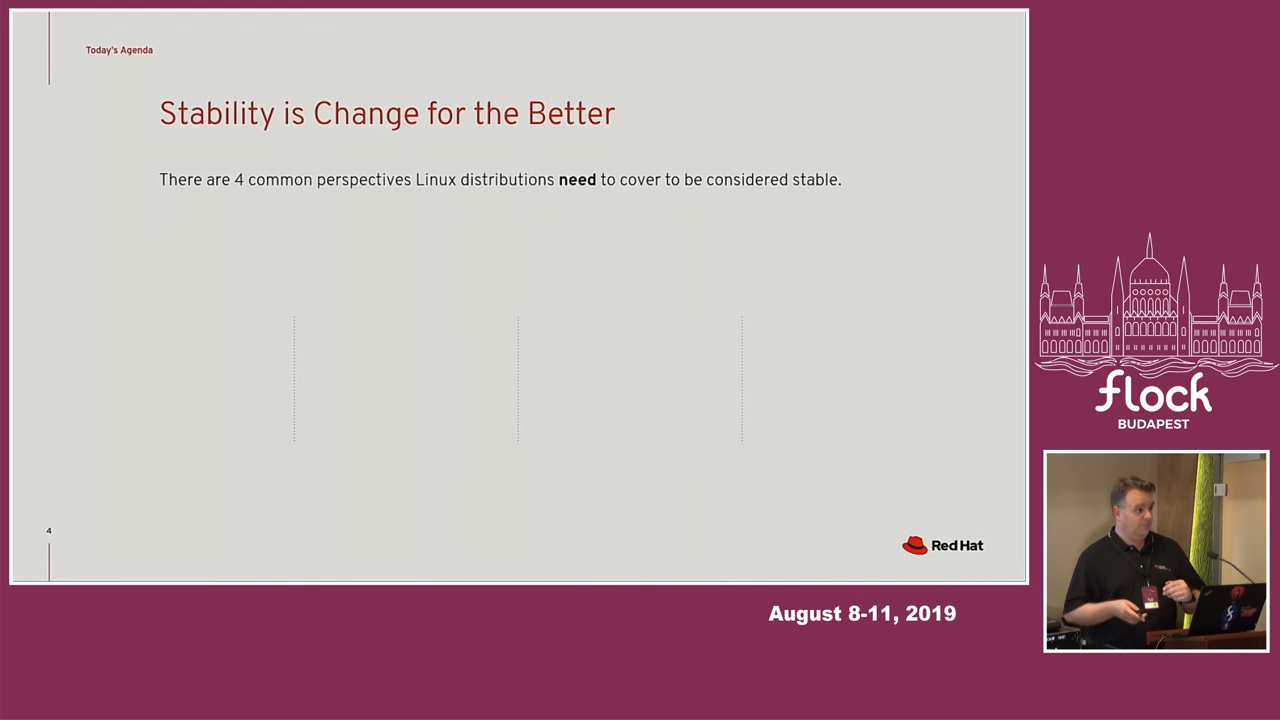 Today's Agenda
Stability is Change for the Better
There are 4 common perspectives Linux distributions need to cover to be considered stable.
4
Red Hat
flock
BUDAPEST
August 8-11, 2019